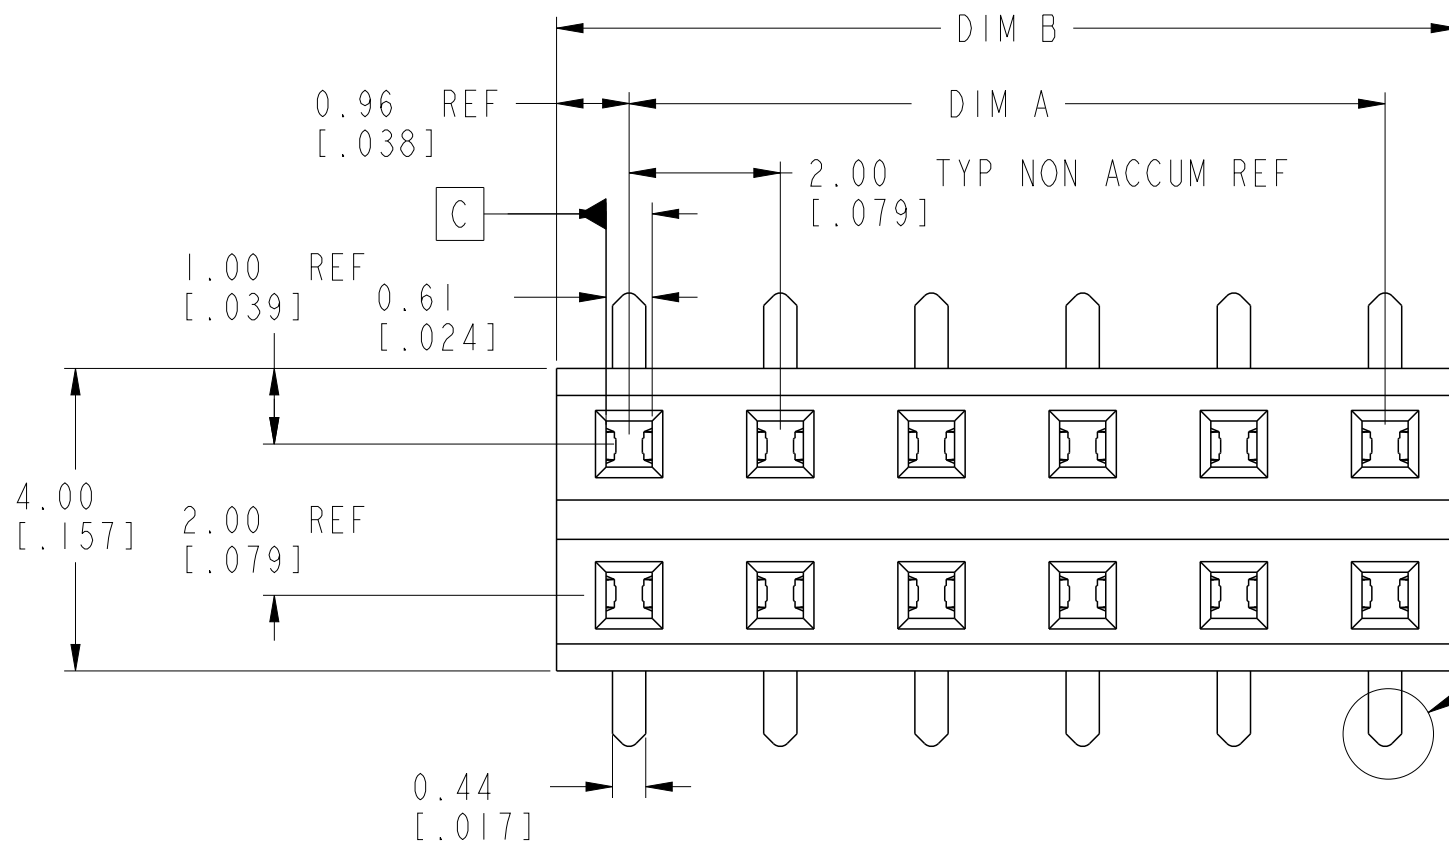 DIM B
0.96 REF
[.038]
DIM A
2.00 TYP NON ACCUM REF
[.079]
C
1.00 REF
[.039]
0.61
[.024]
4.00
[.157]
2.00 REF
[.079]
0.44
[.017]